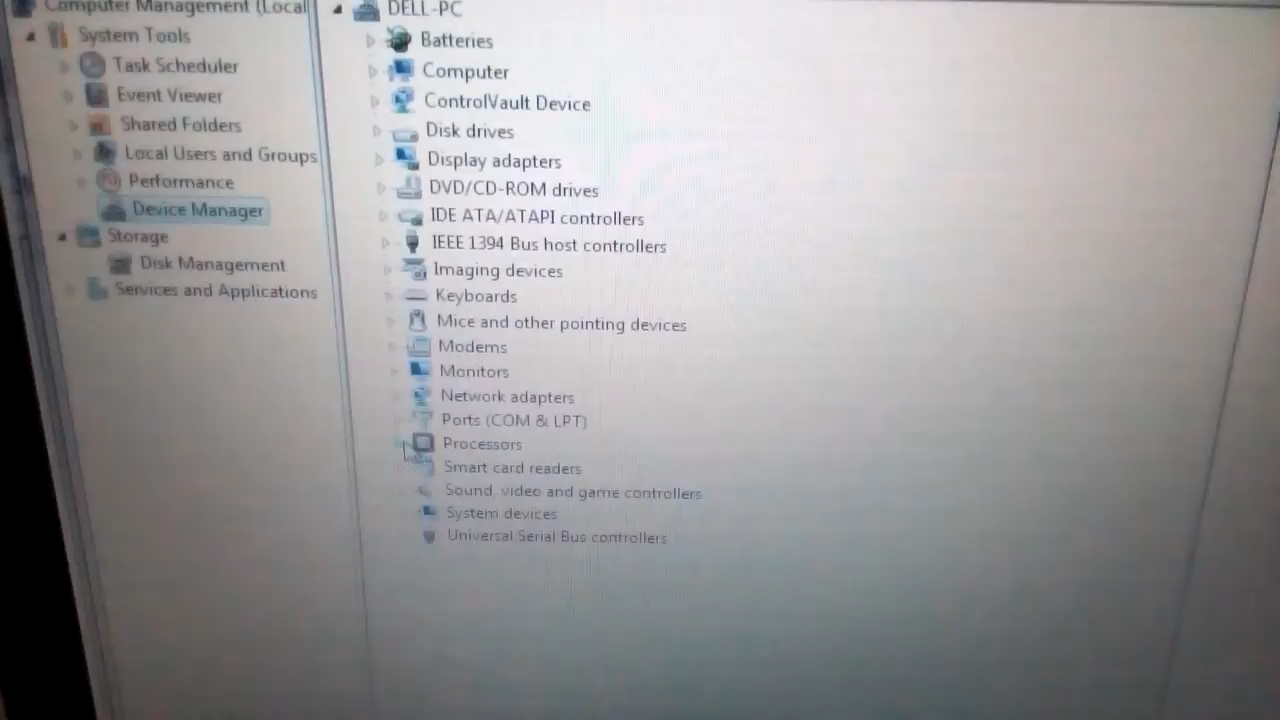 Computer Management (Local
System Tools
Task Scheduler
Event Viewer
Shared Folders
Local Users and Groups
Performance
Device Manager
Storage
Disk Management
Services and Applications
DELL-PC
Batteries
Computer
ControlVault Device
Disk drives
Display adapters
DVD/CD-ROM drives
IDE ATA/ATAPI controllers
IEEE 1394 Bus host controllers
Imaging devices
Keyboards
Mice and other pointing devices
Modems
Monitors
Network adapters
Ports (COM & LPT)
Processors
Smart card readers
Sound, video and game controllers
System devices
Universal Serial Bus controllers